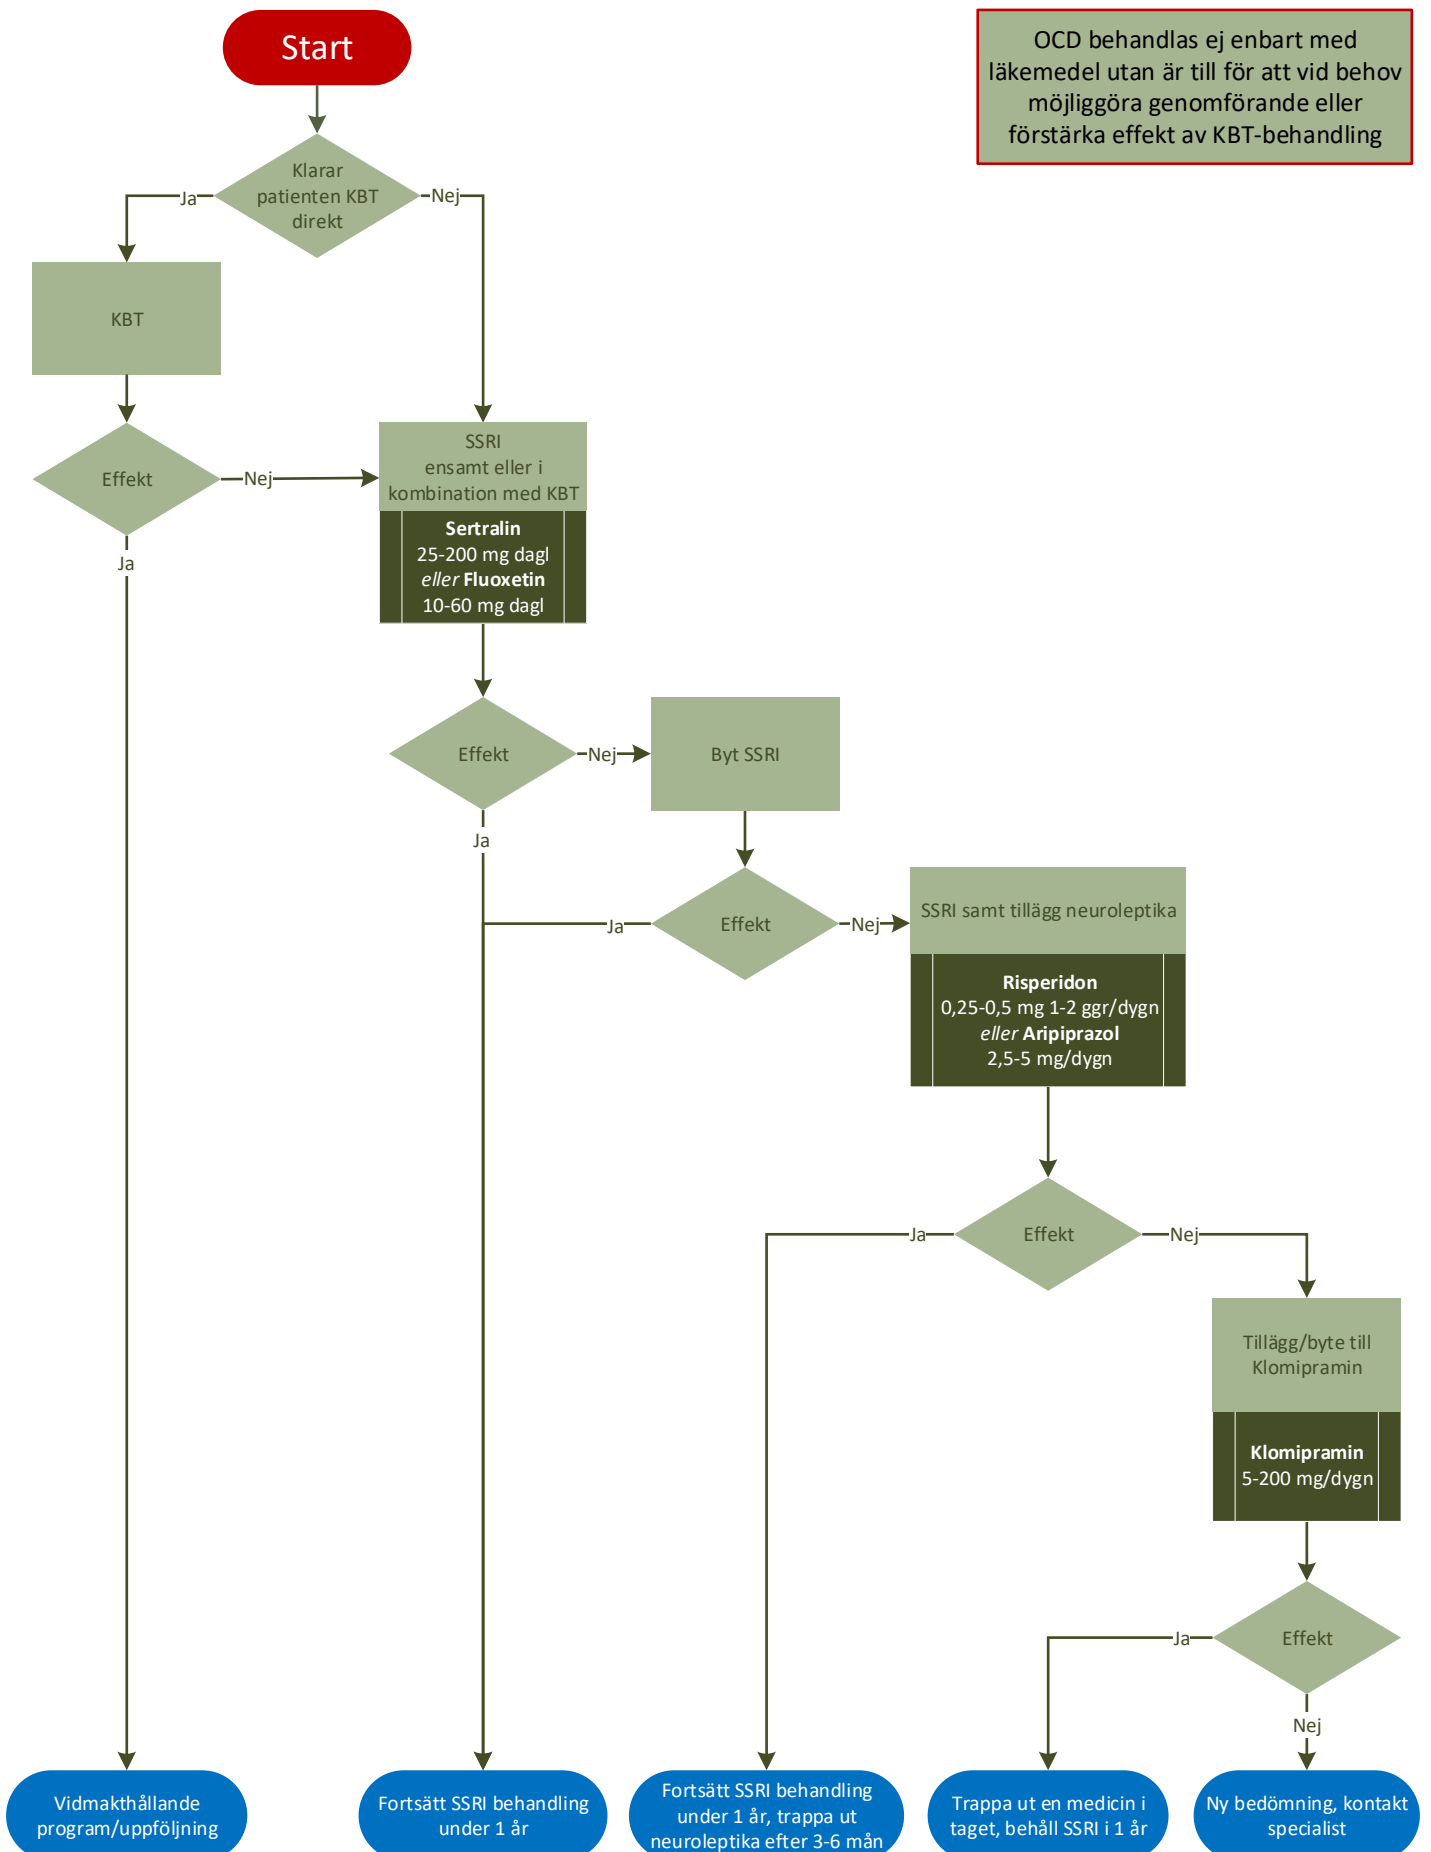 Start
OCD behandlas ej enbart med
läkemedel utan är till för att vid behov
möjliggöra genomförande eller
förstärka effekt av KBT-behandling
Klarar
patienten KBT
direkt
Ja
Nej
KBT
Effekt
Nej
Ja
SSRI
ensamt eller i
kombination med KBT
Sertralin
25-200 mg dagl
eller Fluoxetin
10-60 mg dagl
Effekt
Nej
Ja
Byt SSRI
Effekt
Ja
Nej
SSRI samt tillägg neuroleptika
Risperidon
0,25-0,5 mg 1-2 ggr/dygn
eller Aripiprazol
2,5-5 mg/dygn
Effekt
Ja
Nej
Tillägg/byte till
Klomipramin
Klomipramin
5-200 mg/dygn
Effekt
Ja
Nej
Vidmakthållande
program/uppföljning
Fortsätt SSRI behandling
under 1 år
Fortsätt SSRI behandling
under 1 år, trappa ut
neuroleptika efter 3-6 mån
Trappa ut en medicin i
taget, behåll SSRI i 1 år
Ny bedömning, kontakt
specialist